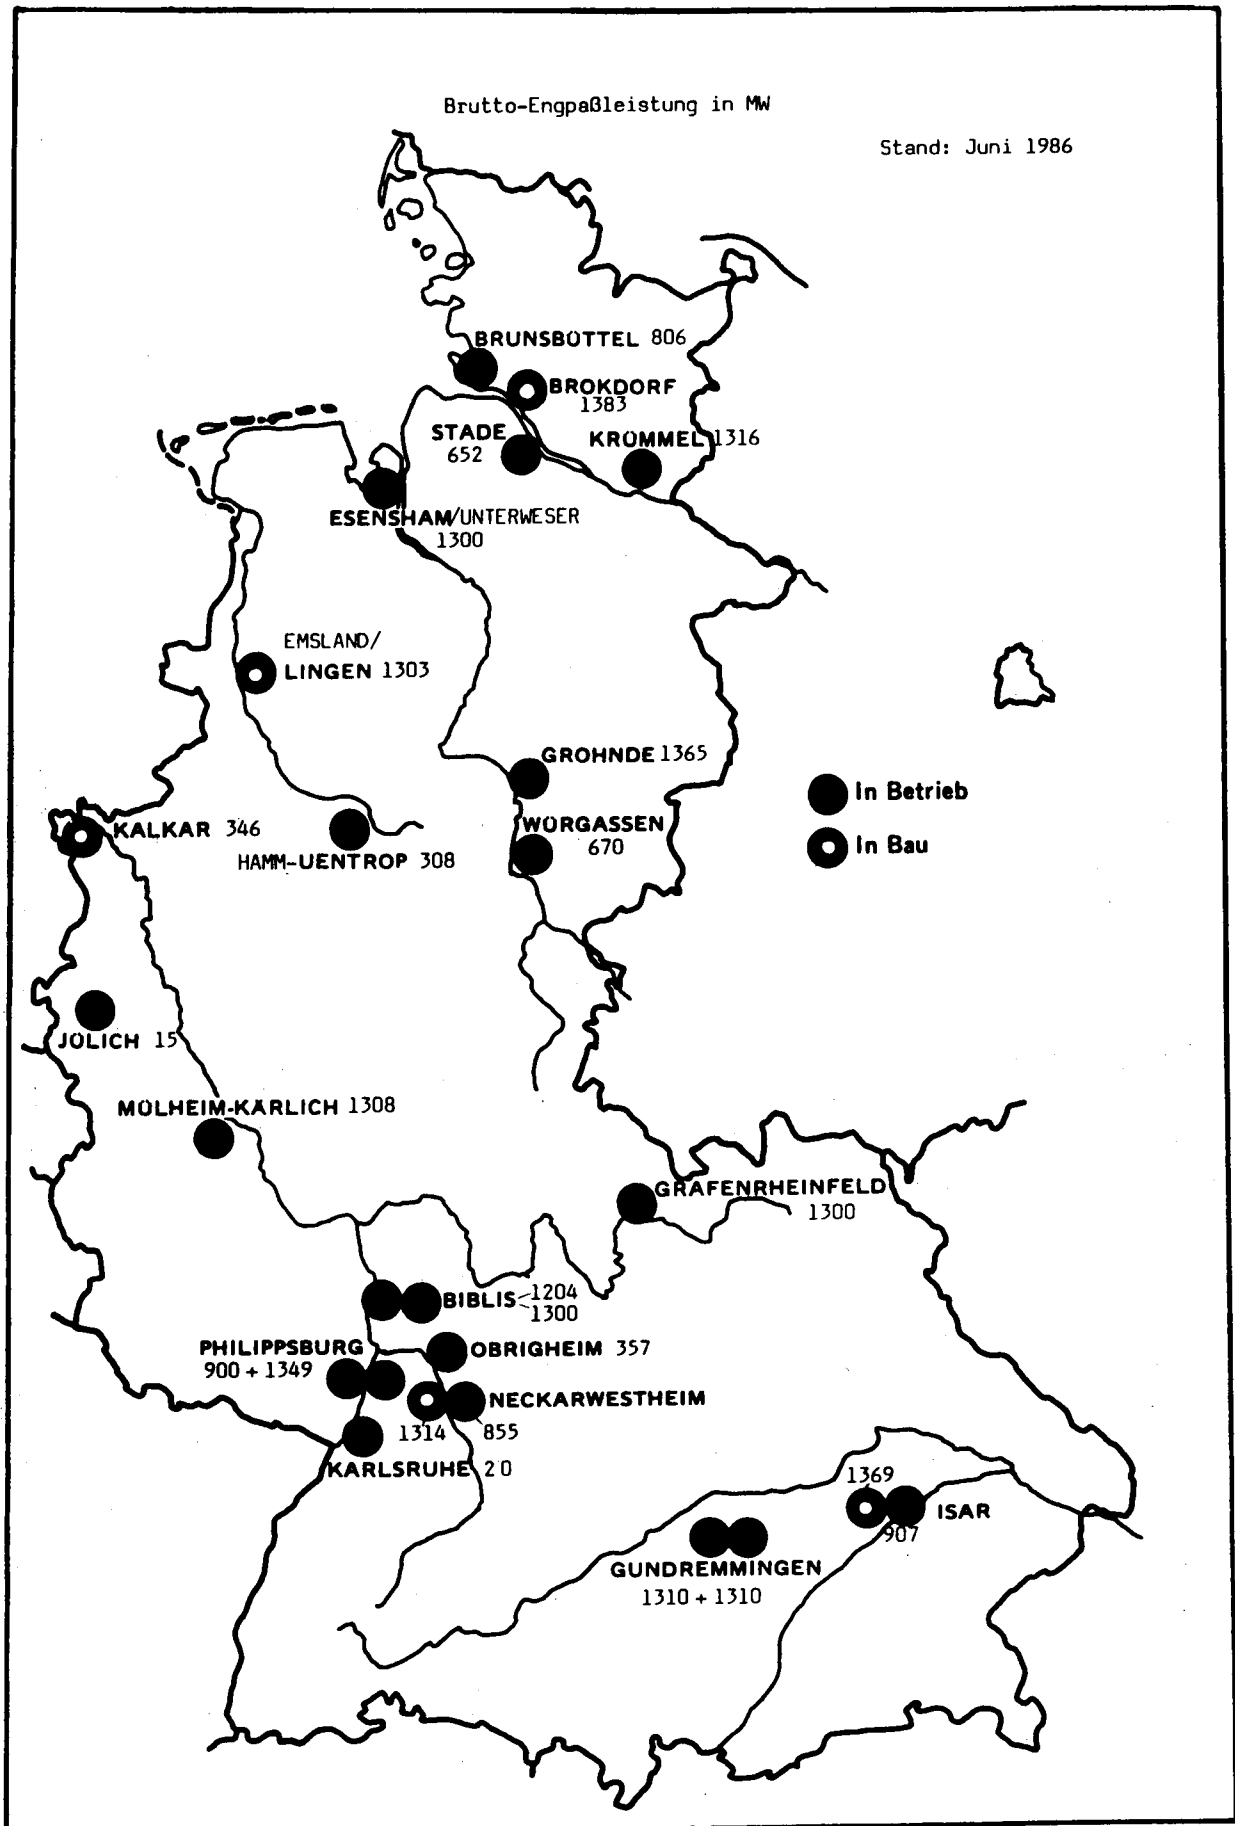 Brutto-Engpaßleistung in MW
Stand: Juni 1986
BRUNSBÜTTEL 806
BROKDORF
1383
STADE
652
KRÜMMEL 1316
ESENSHAM/UNTERWESER
1300
EMSLAND/
LINGEN 1303
GROHNDE 1365
In Betrieb
WÜRGASSEN
670
In Bau
KALKAR 346
HAMM-UENTROP 308
JÜLICH 15
MÜLHEIM-KÄRLICH 1308
GRAFENRHEINFELD
1300
BIBLIS 1204
1300
PHILIPPSBURG
900 + 1349
OBRIGHEIM 357
NECKARWESTHEIM
1314 855
KARLSRUHE 20
1369
ISAR
907
GUNDREMMINGEN
1310 + 1310